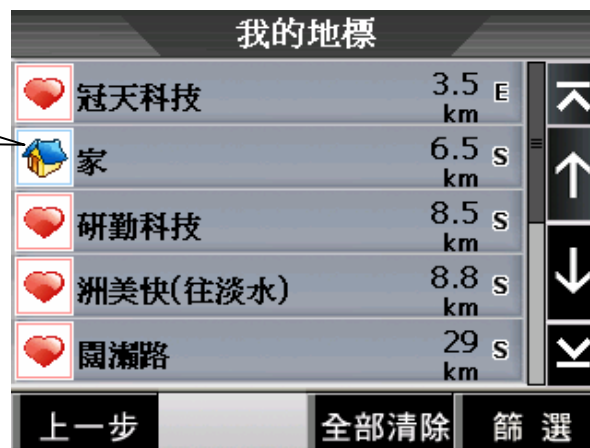 我的地標
冠天科技 3.5 km E
家 6.5 km S
研勤科技 8.5 km S
洲美快(往淡水) 8.8 km S
關瀨路 29 km S
上一步 全部清除 篩 選